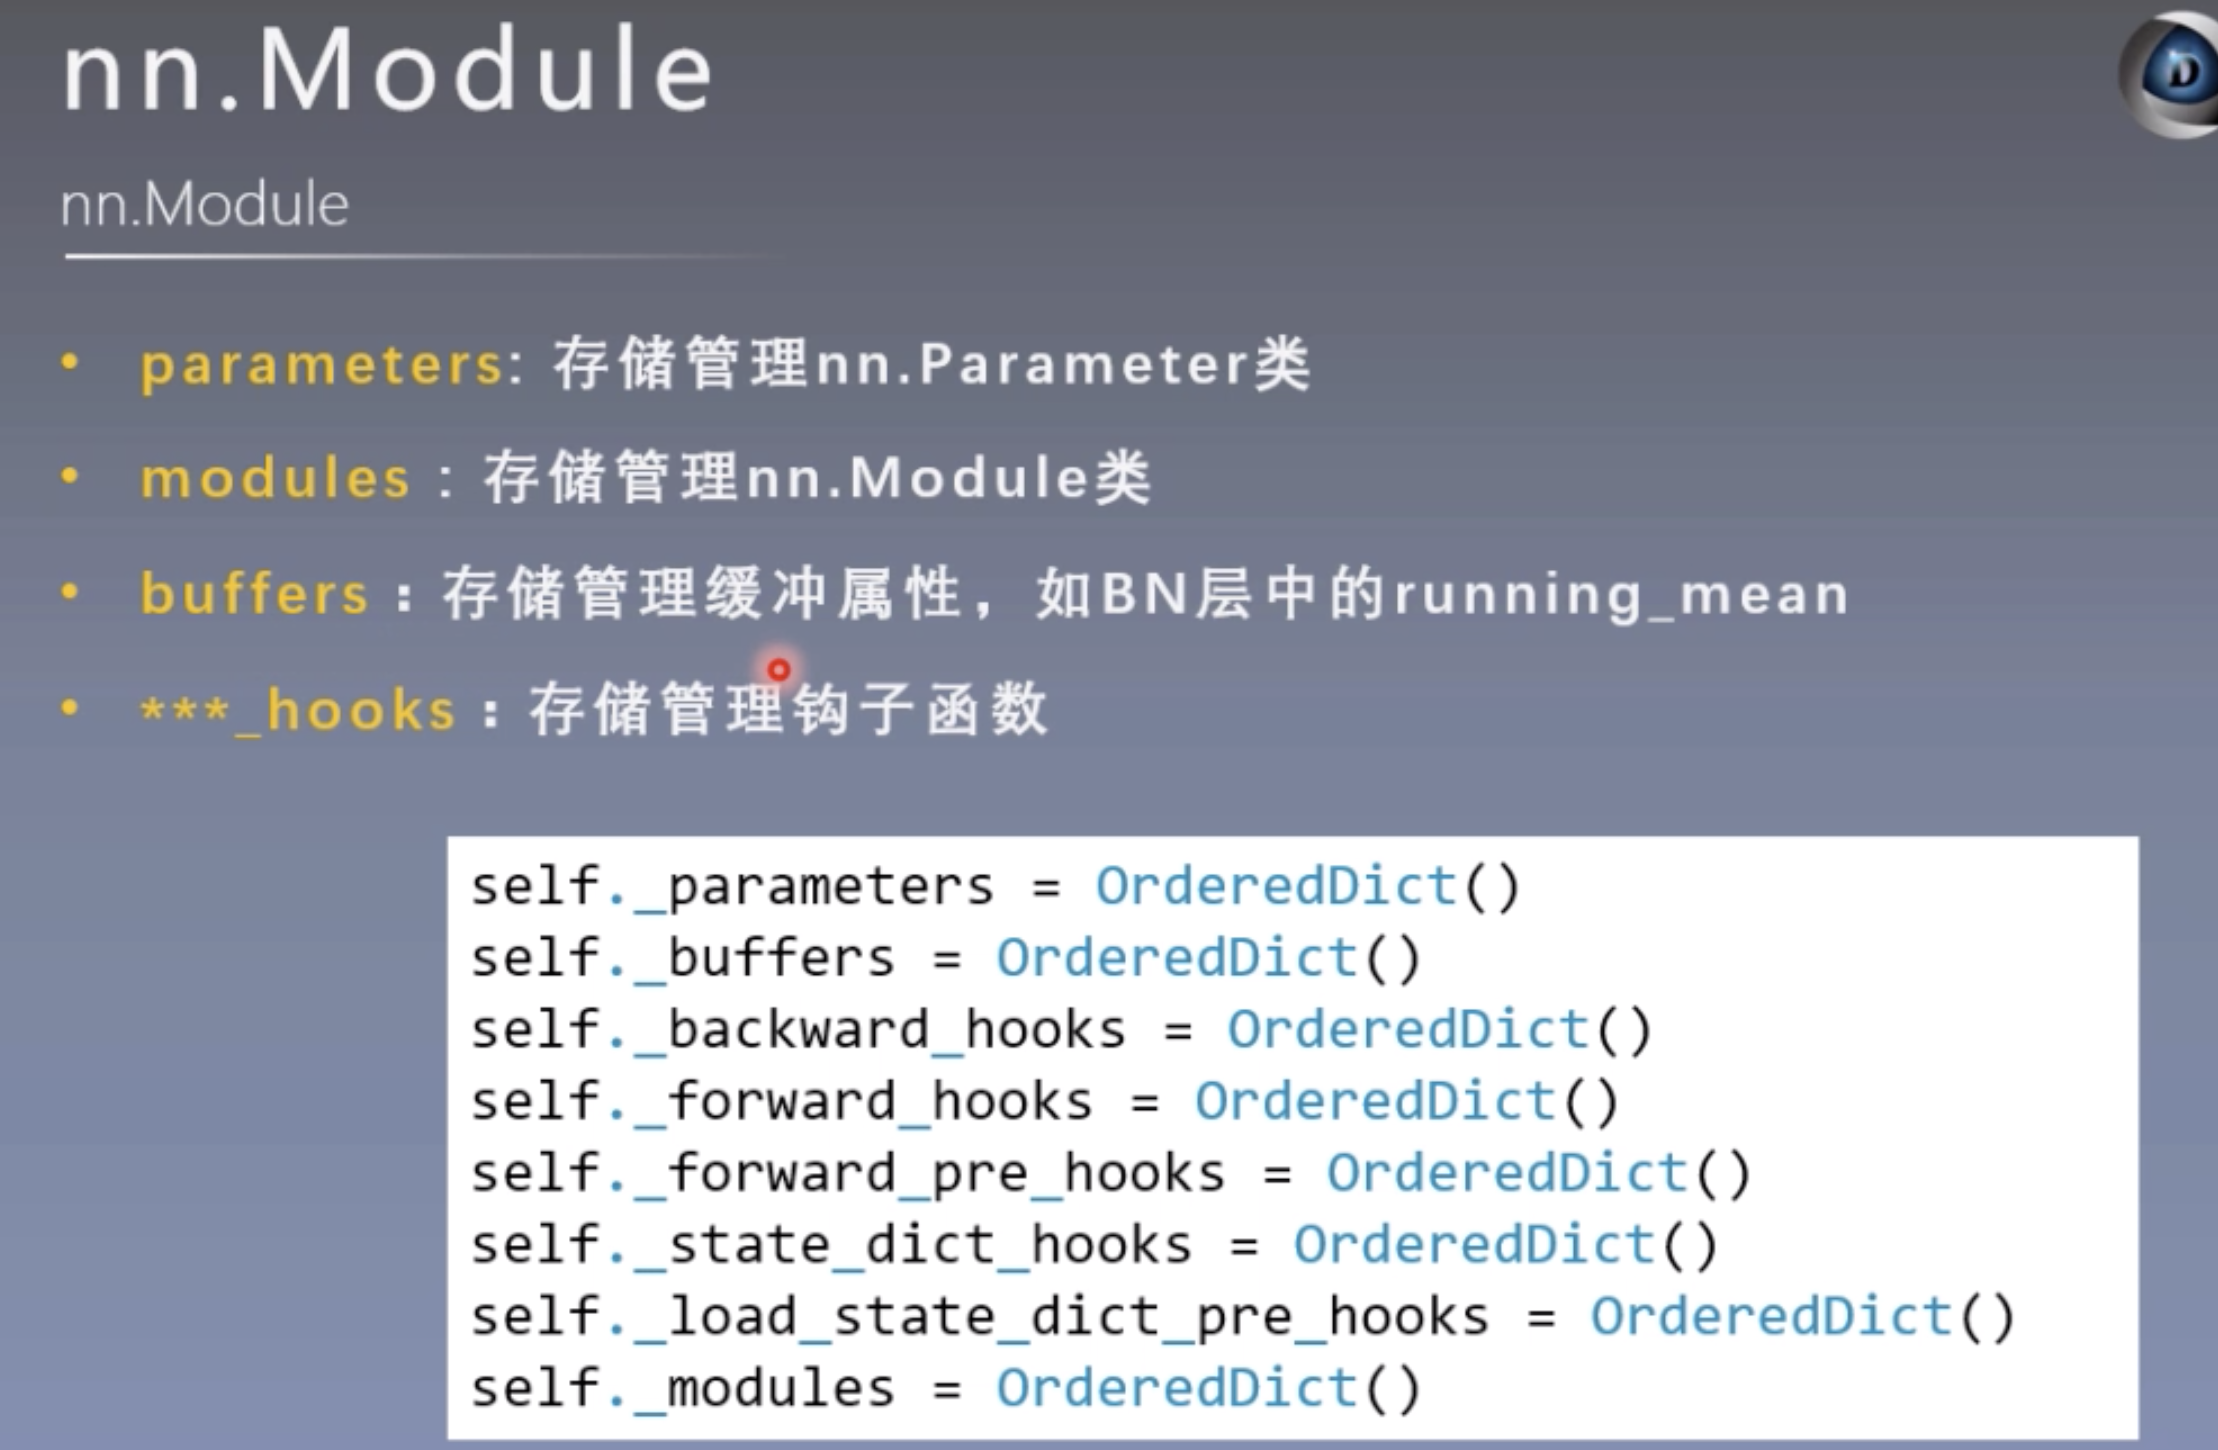 nn.Module
nn.Module
• parameters: 存储管理nn.Parameter类
• modules : 存储管理nn.Module类
• buffers：存储管理缓冲属性，如BN层中的running_mean
• ***_hooks：存储管理钩子函数
self._parameters = OrderedDict()
self._buffers = OrderedDict()
self._backward_hooks = OrderedDict()
self._forward_hooks = OrderedDict()
self._forward_pre_hooks = OrderedDict()
self._state_dict_hooks = OrderedDict()
self._load_state_dict_pre_hooks = OrderedDict()
self._modules = OrderedDict()